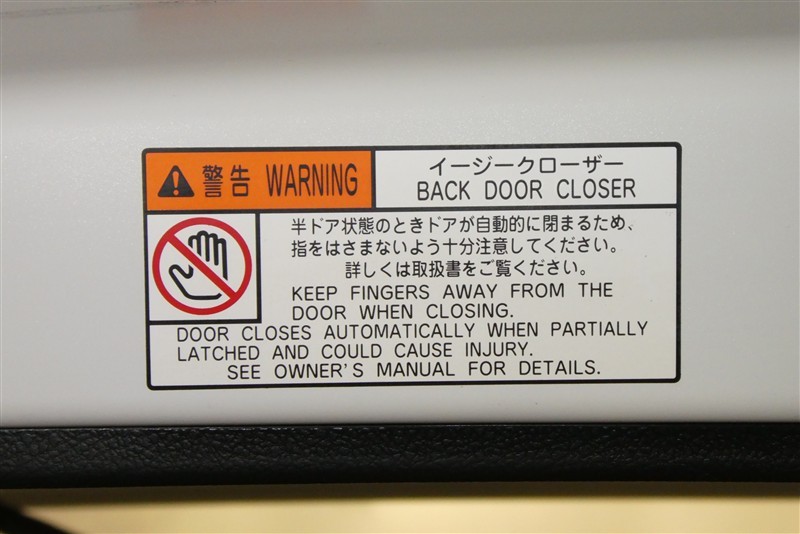 警告 WARNING
イージークローザー
BACK DOOR CLOSER
半ドア状態のときドアが自動的に閉まるため、
指をはさまないよう十分注意してください。
詳しくは取扱書をご覧ください。
KEEP FINGERS AWAY FROM THE
DOOR WHEN CLOSING.
DOOR CLOSES AUTOMATICALLY WHEN PARTIALLY
LATCHED AND COULD CAUSE INJURY.
SEE OWNER'S MANUAL FOR DETAILS.